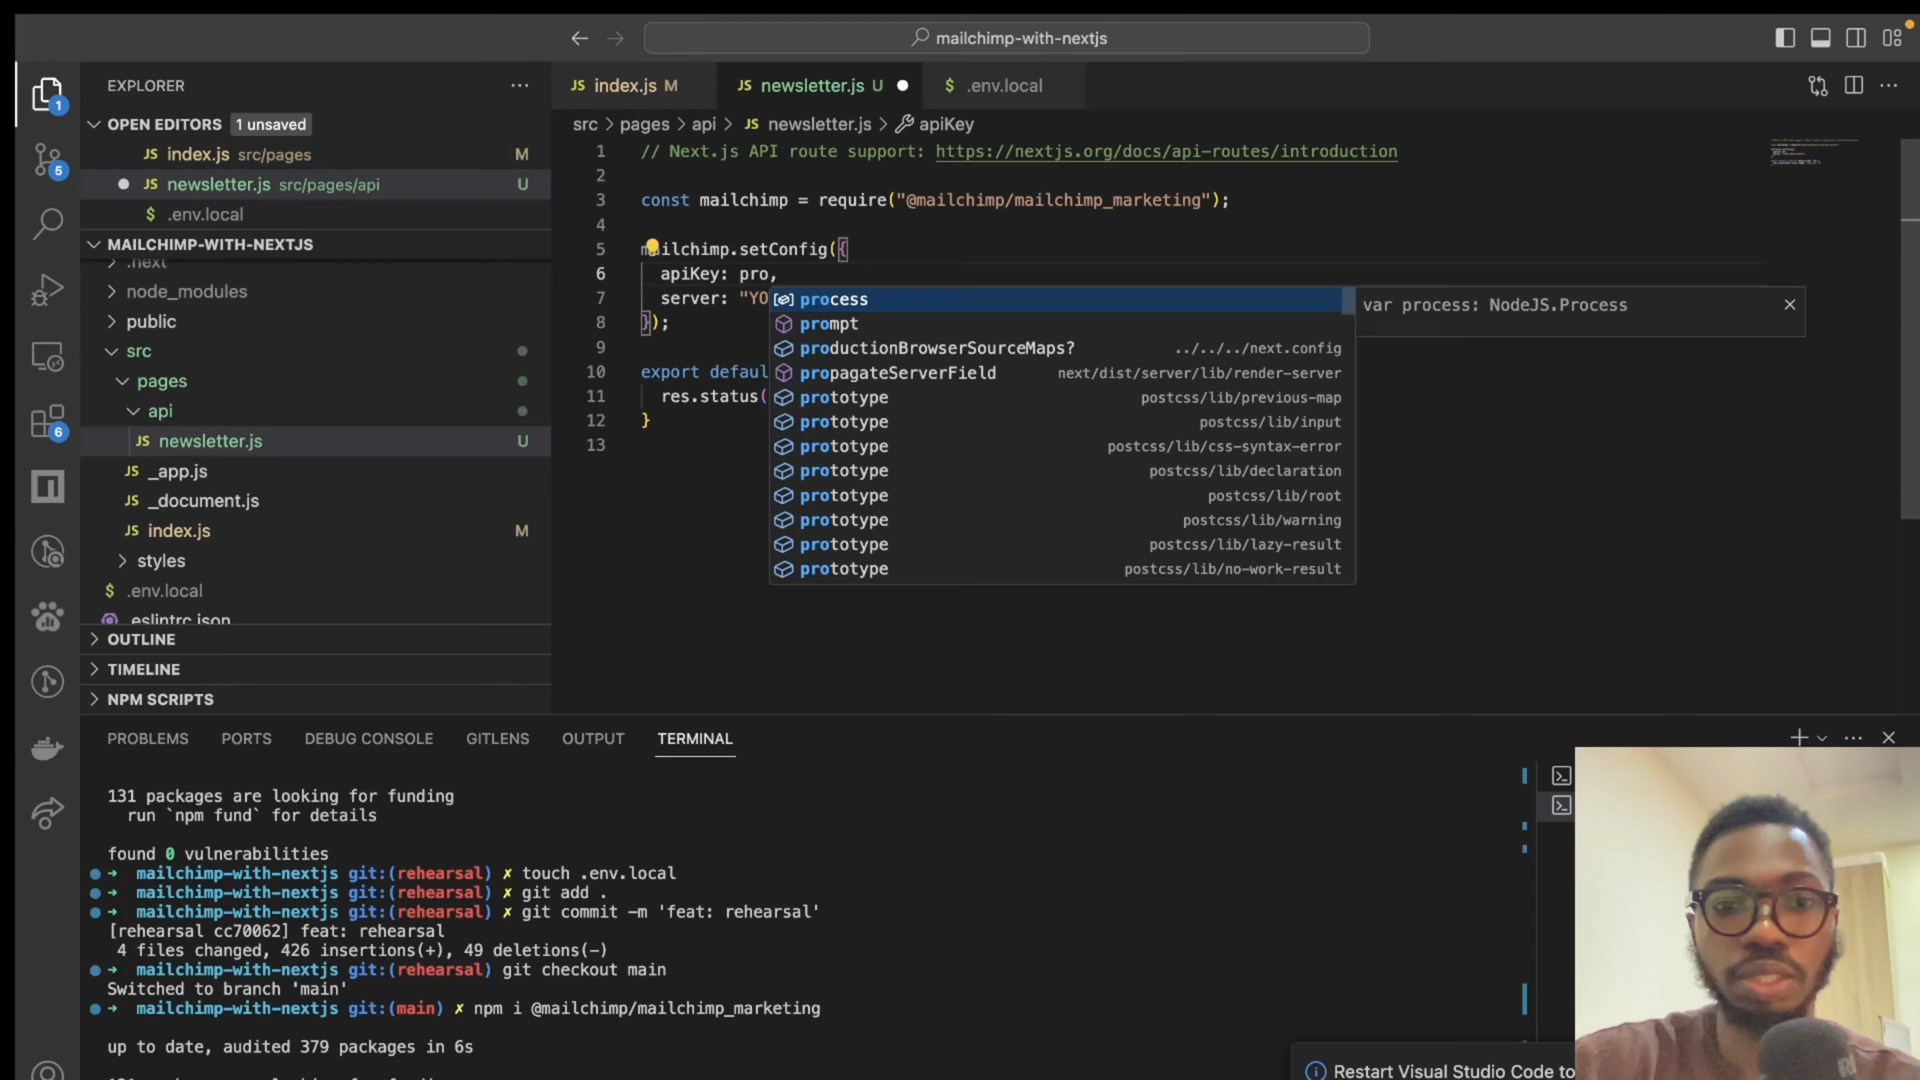 mailchimp-with-nextjs
EXPLORER
OPEN EDITORS 1 unsaved
JS index.js src/pages M
JS newsletter.js src/pages/api U
$ .env.local
MAILCHIMP-WITH-NEXTJS
.next
node_modules
public
src
pages
api
JS newsletter.js U
JS _app.js
JS _document.js
JS index.js M
styles
$ .env.local
.eslintrc.json
OUTLINE
TIMELINE
NPM SCRIPTS
1
5
6
JS index.js M
JS newsletter.js U
$ .env.local
src > pages > api > JS newsletter.js > apiKey
1 // Next.js API route support: https://nextjs.org/docs/api-routes/introduction
2
3 const mailchimp = require("@mailchimp/mailchimp_marketing");
4
5 mailchimp.setConfig({
6 apiKey: pro,
7 server: "YO
8 });
9
10 export defaul
11 res.status(
12 }
13
process
prompt
productionBrowserSourceMaps? ../../../next.config
propagateServerField next/dist/server/lib/render-server
prototype postcss/lib/previous-map
prototype postcss/lib/input
prototype postcss/lib/css-syntax-error
prototype postcss/lib/declaration
prototype postcss/lib/root
prototype postcss/lib/warning
prototype postcss/lib/lazy-result
prototype postcss/lib/no-work-result
var process: NodeJS.Process
PROBLEMS PORTS DEBUG CONSOLE GITLENS OUTPUT TERMINAL
131 packages are looking for funding
run `npm fund` for details
found 0 vulnerabilities
➜ mailchimp-with-nextjs git:(rehearsal) ✗ touch .env.local
➜ mailchimp-with-nextjs git:(rehearsal) ✗ git add .
➜ mailchimp-with-nextjs git:(rehearsal) ✗ git commit -m 'feat: rehearsal'
[rehearsal cc70062] feat: rehearsal
4 files changed, 426 insertions(+), 49 deletions(-)
➜ mailchimp-with-nextjs git:(rehearsal) git checkout main
Switched to branch 'main'
➜ mailchimp-with-nextjs git:(main) ✗ npm i @mailchimp/mailchimp_marketing
up to date, audited 379 packages in 6s
Restart Visual Studio Code to